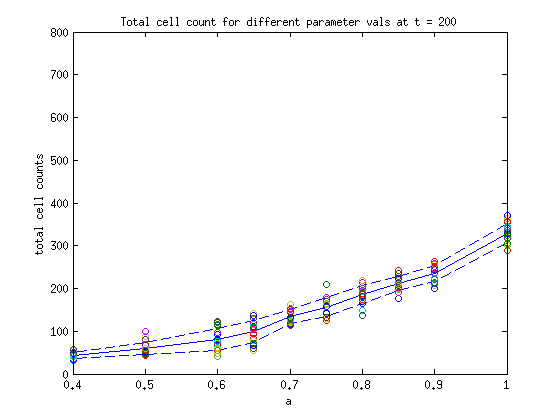 Total cell count for different parameter vals at t = 200
800
700
600
500
400
300
200
100
0
total cell counts
0.4 0.5 0.6 0.7 0.8 0.9 1
a